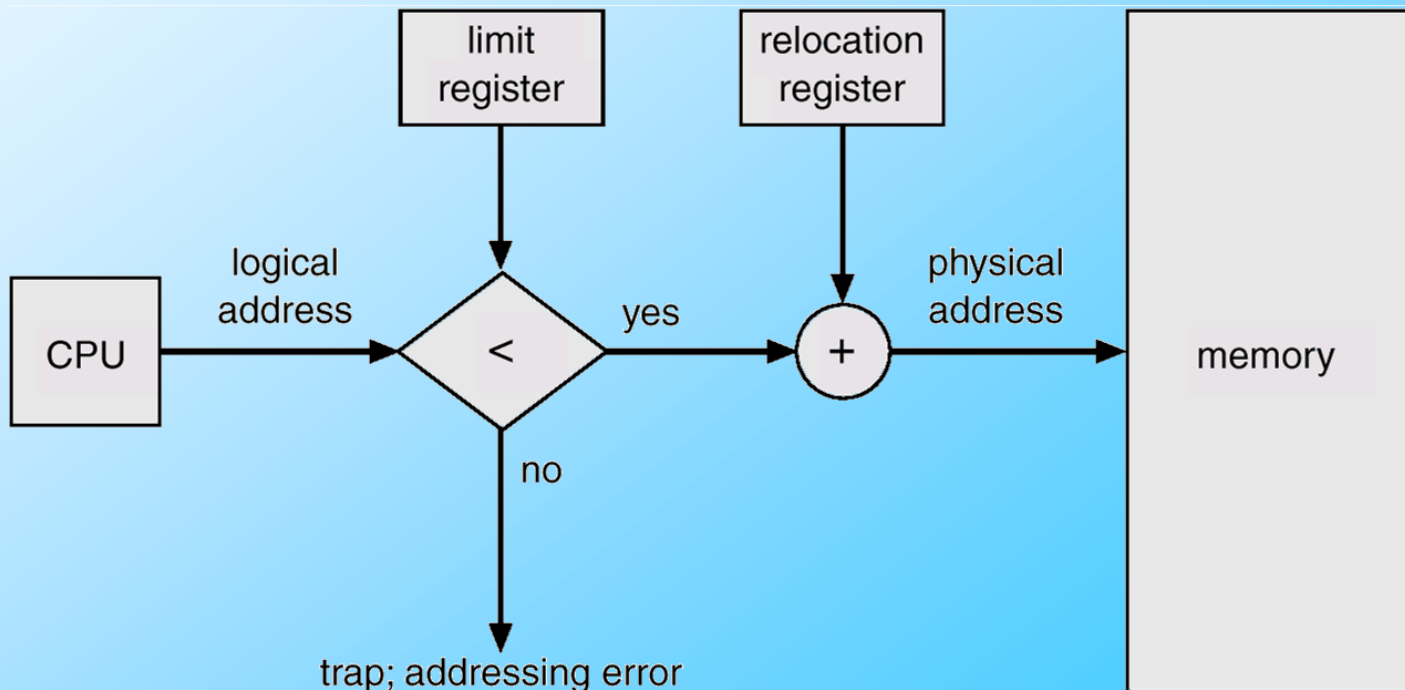 limit
register
relocation
register
logical
address
yes
physical
address
CPU
<
+
memory
no
trap; addressing error